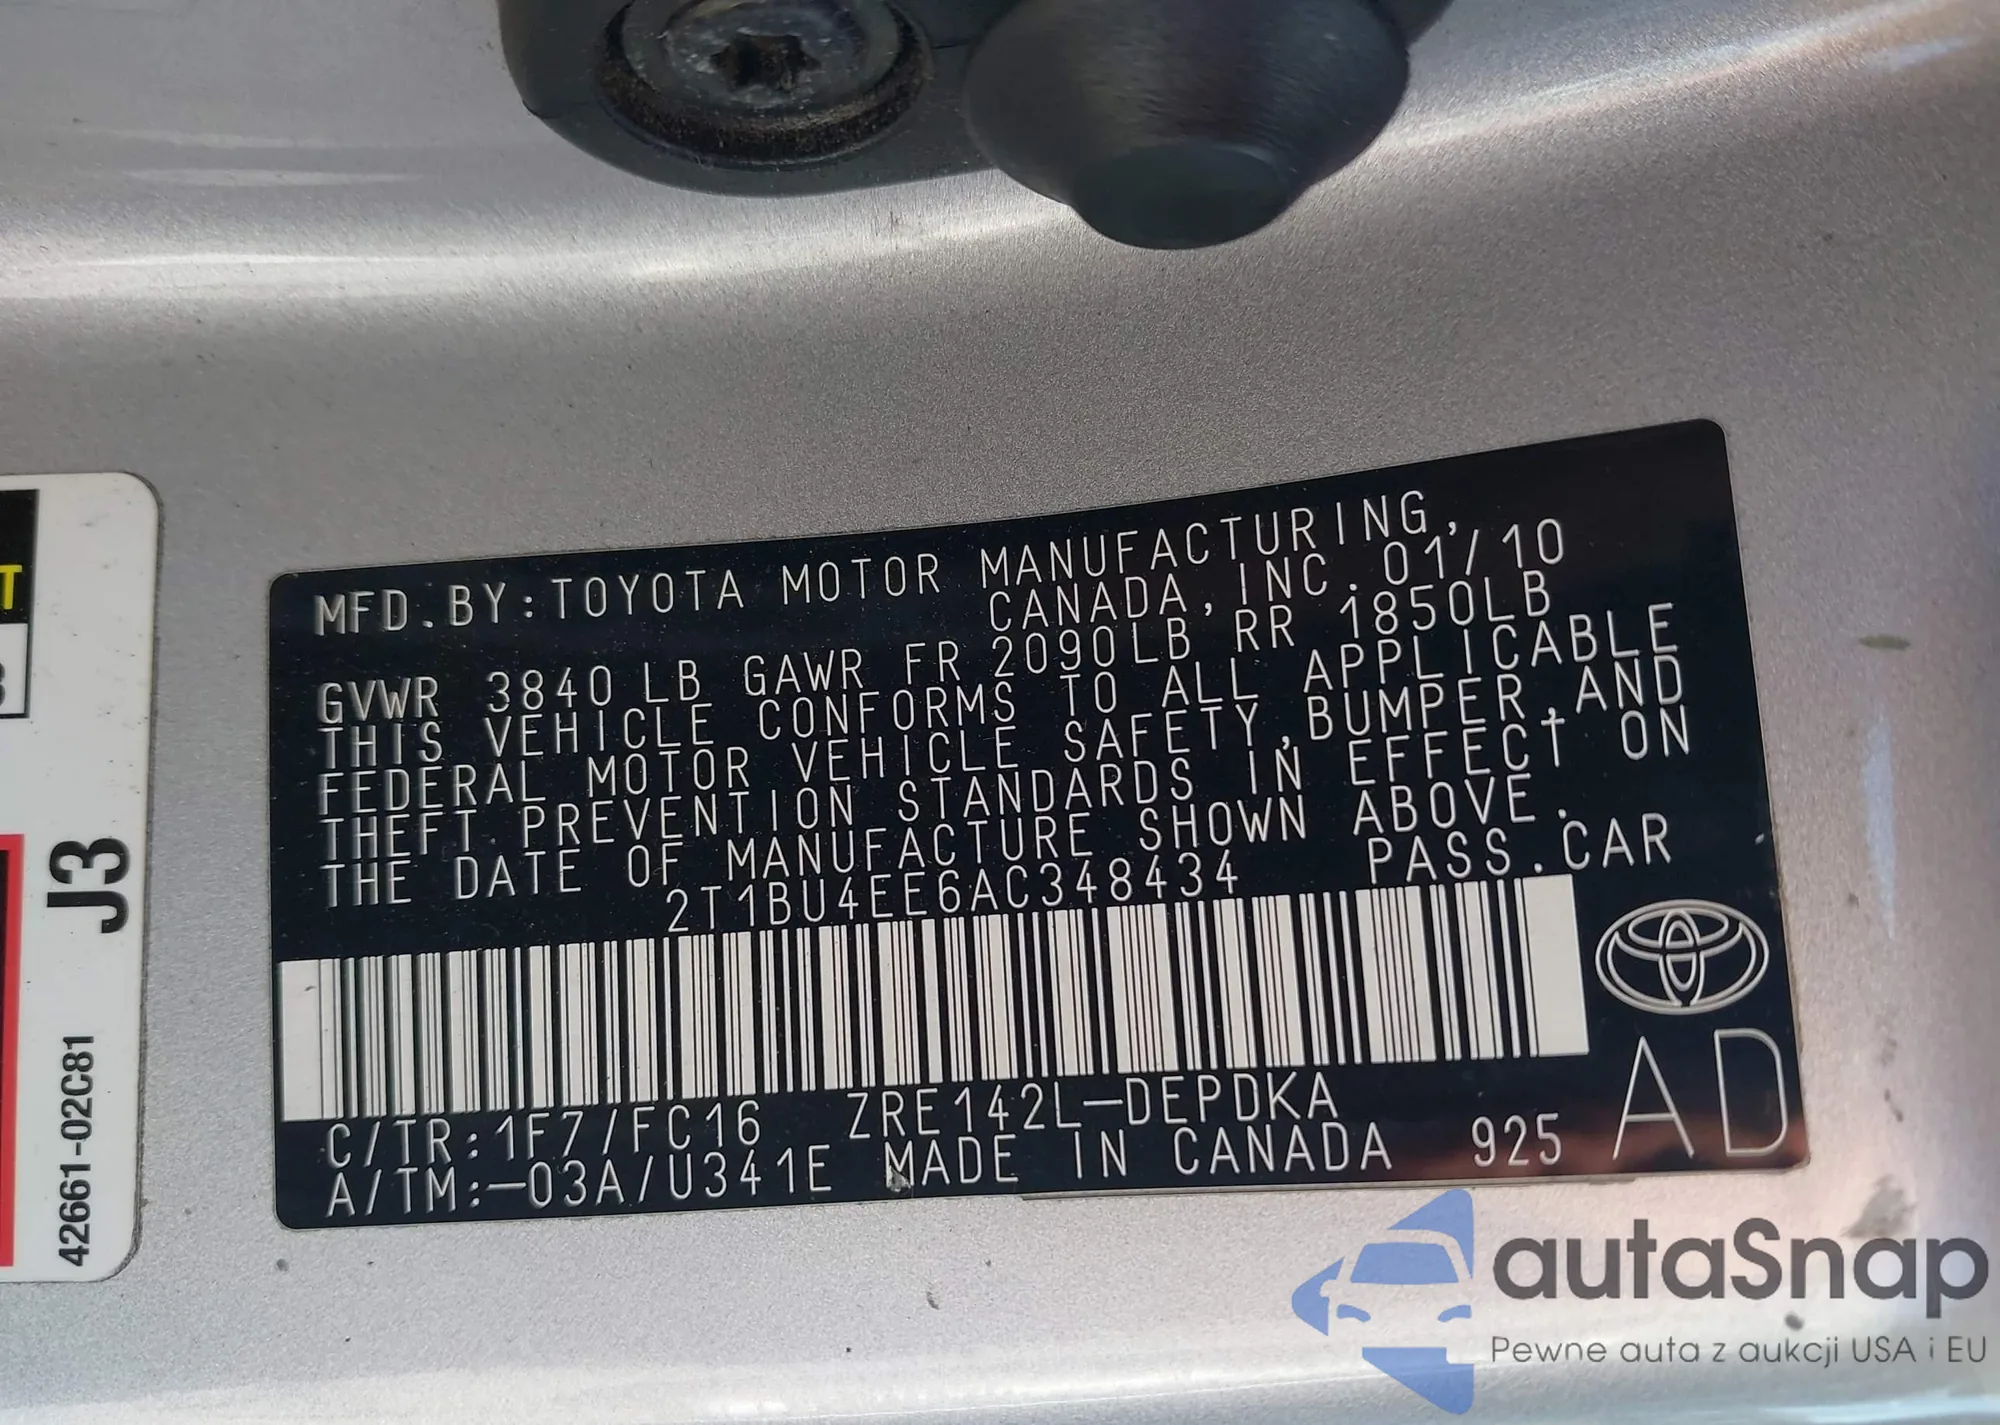 MFD.BY:TOYOTA MOTOR MANUFACTURING,
CANADA, INC. 01/10
GVWR 3840 LB GAWR FR 2090LB RR 1850LB
THIS VEHICLE CONFORMS TO ALL APPLICABLE
FEDERAL MOTOR VEHICLE SAFETY,BUMPER,AND
THEFT PREVENTION STANDARDS IN EFFECT ON
THE DATE OF MANUFACTURE SHOWN ABOVE.
2T1BU4EE6AC348434 PASS.CAR
C/TR:1F7/FC16 ZRE142L-DEPDKA
A/TM:-03A/U341E MADE IN CANADA 925 AD
T
J3
42661-02C81
autaSnap
Pewne auta z aukcji USA i EU